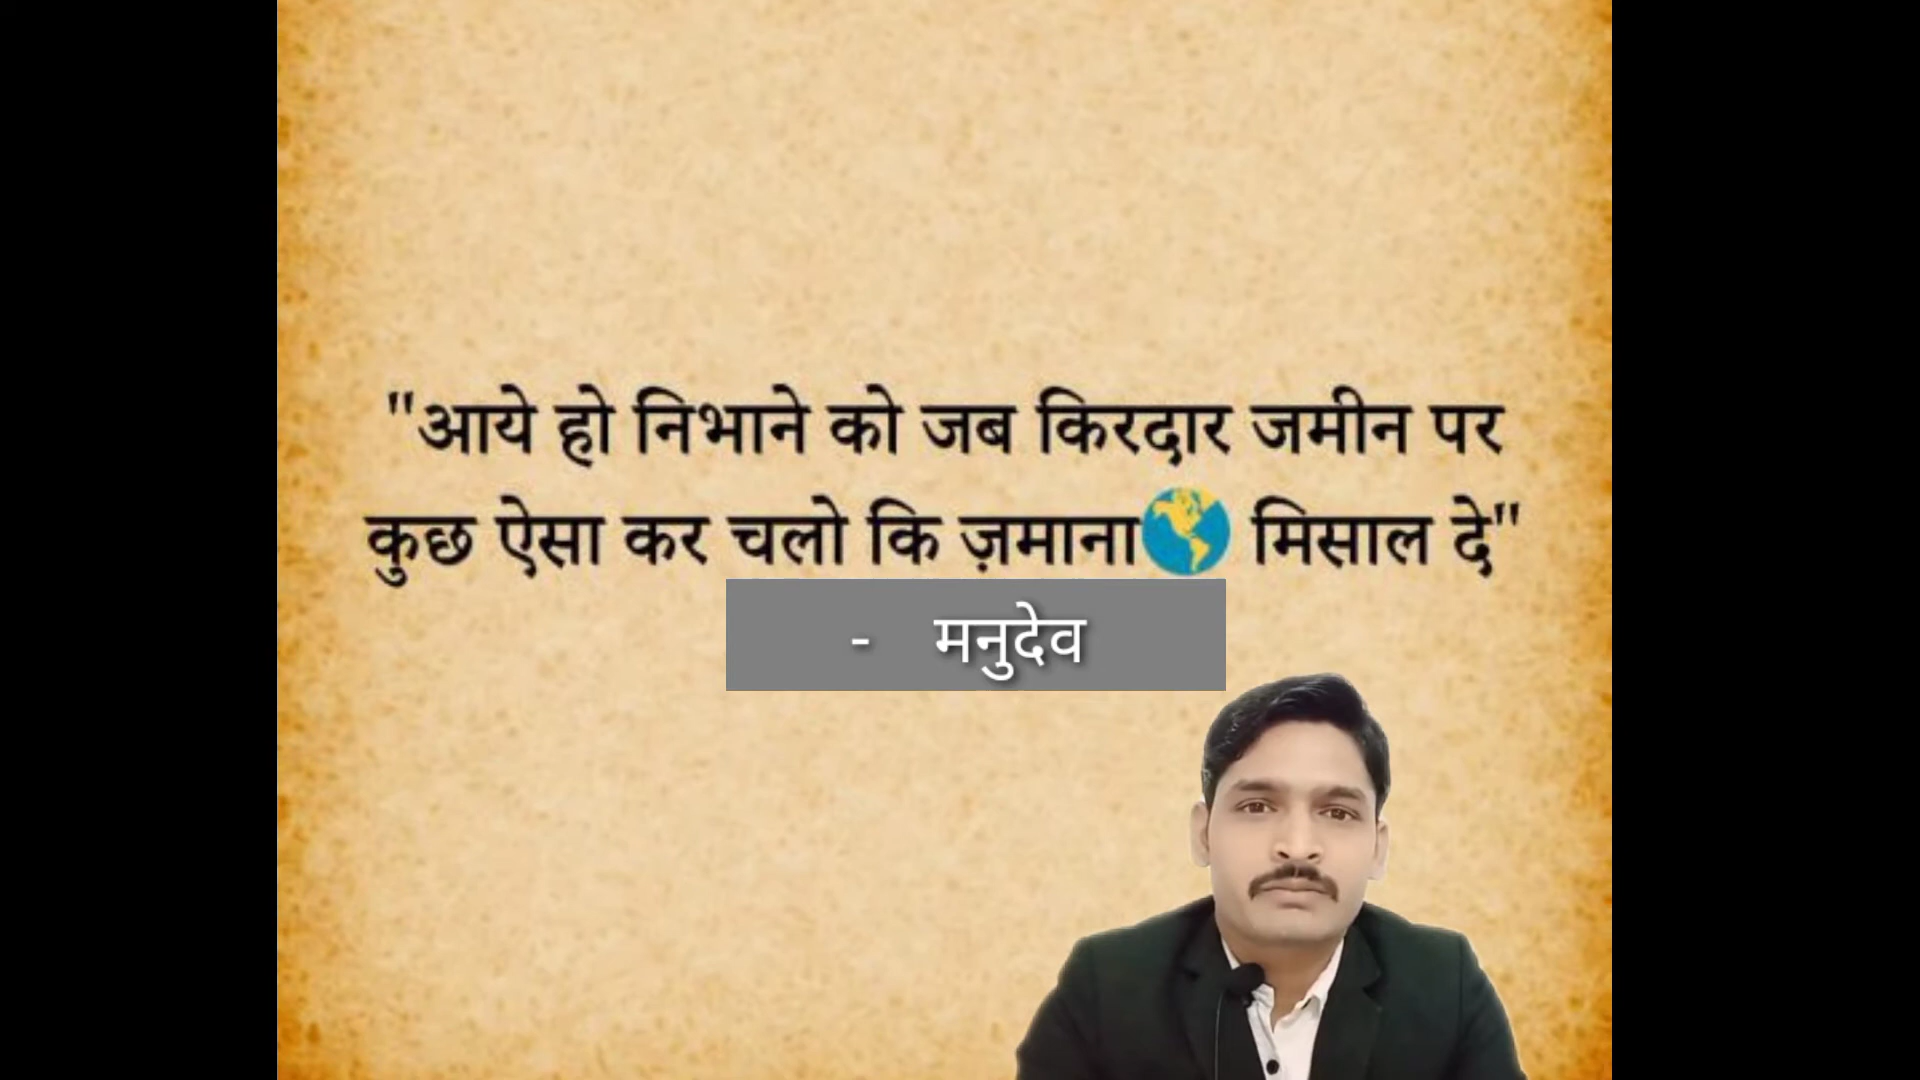 "आये हो निभाने को जब किरदार जमीन पर
कुछ ऐसा कर चलो कि ज़माना🌎 मिसाल दे"
- मनुदेव